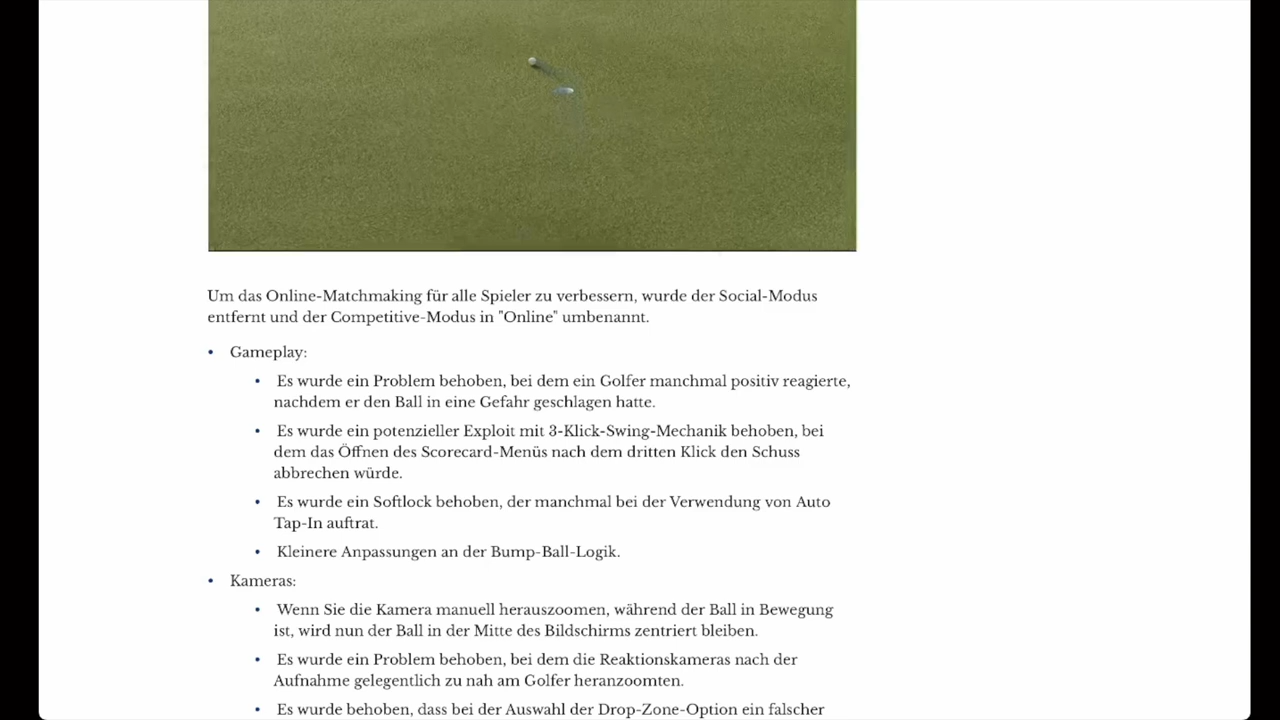 Um das Online-Matchmaking für alle Spieler zu verbessern, wurde der Social-Modus
entfernt und der Competitive-Modus in "Online" umbenannt.
• Gameplay:
• Es wurde ein Problem behoben, bei dem ein Golfer manchmal positiv reagierte,
nachdem er den Ball in eine Gefahr geschlagen hatte.
• Es wurde ein potenzieller Exploit mit 3-Klick-Swing-Mechanik behoben, bei
dem das Öffnen des Scorecard-Menüs nach dem dritten Klick den Schuss
abbrechen würde.
• Es wurde ein Softlock behoben, der manchmal bei der Verwendung von Auto
Tap-In auftrat.
• Kleinere Anpassungen an der Bump-Ball-Logik.
• Kameras:
• Wenn Sie die Kamera manuell herauszoomen, während der Ball in Bewegung
ist, wird nun der Ball in der Mitte des Bildschirms zentriert bleiben.
• Es wurde ein Problem behoben, bei dem die Reaktionskameras nach der
Aufnahme gelegentlich zu nah am Golfer heranzoomten.
• Es wurde behoben, dass bei der Auswahl der Drop-Zone-Option ein falscher